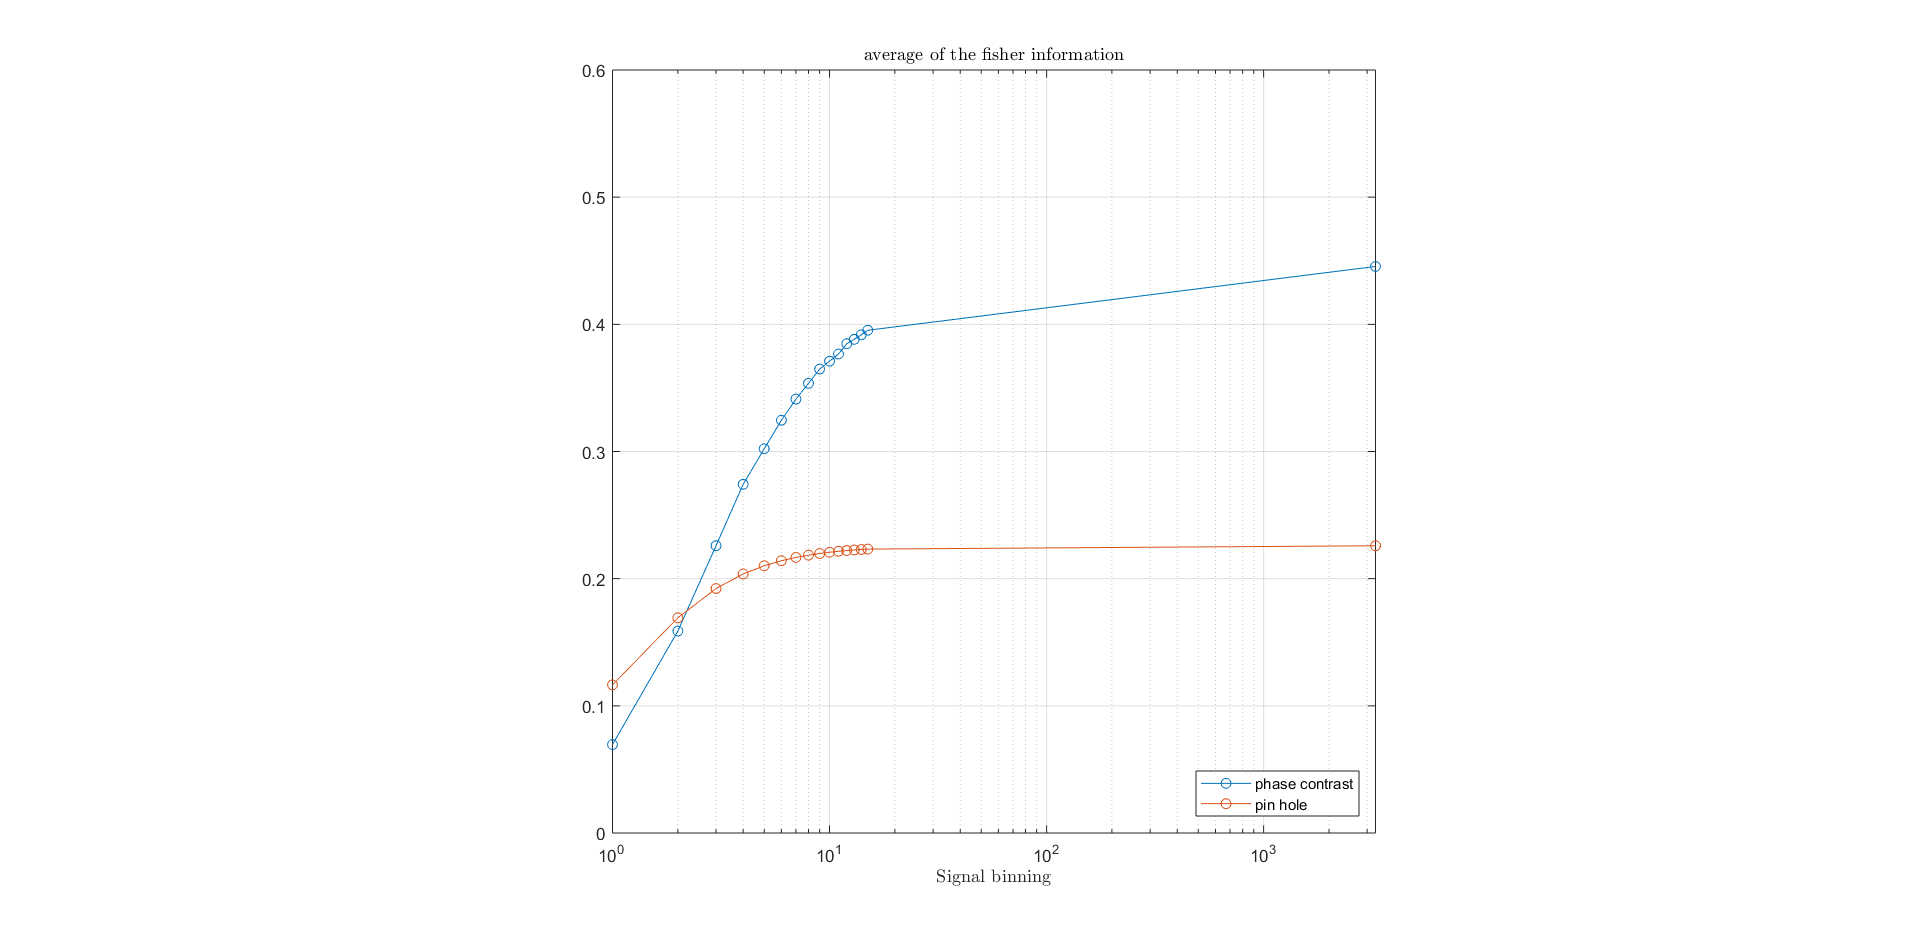 average of the fisher information
0.6
0.5
0.4
0.3
0.2
0.1
0
10^0 10^1 10^2 10^3
Signal binning
phase contrast
pin hole